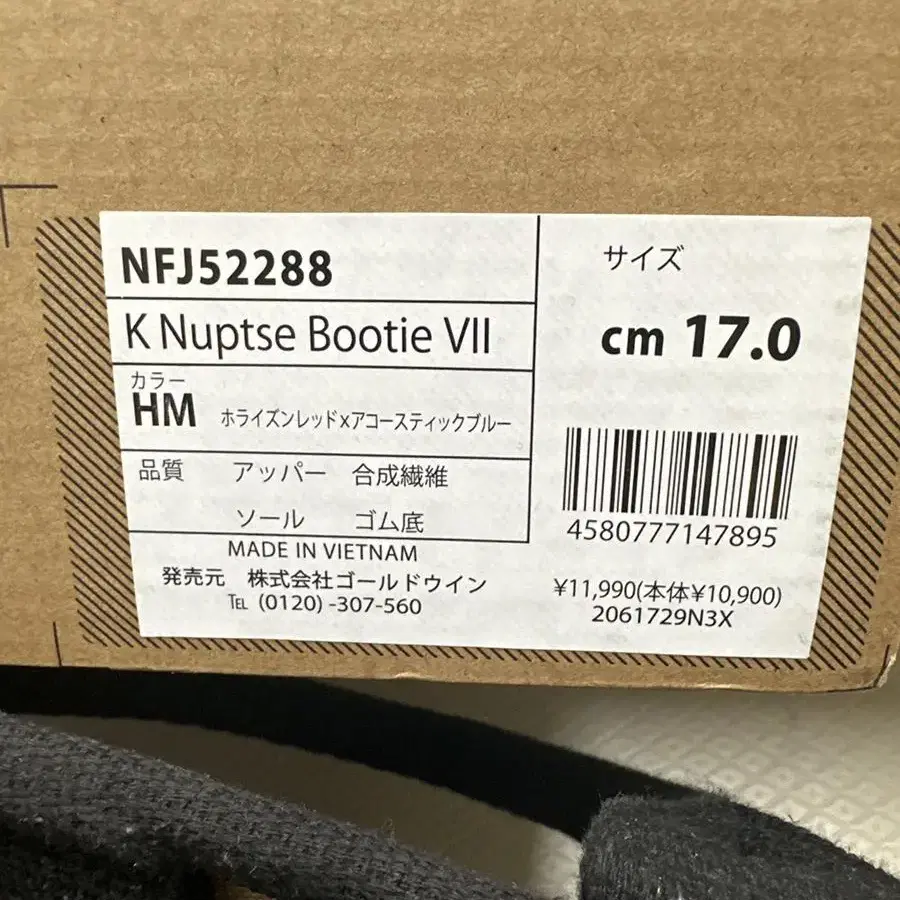 NFJ52288
K Nuptse Bootie VII
カラー
HM ホライズンレッドxアコースティックブルー
品質 アッパー 合成繊維
ソール ゴム底
MADE IN VIETNAM
発売元 株式会社ゴールドウイン
TEL (0120) -307-560
サイズ
cm 17.0
4580777147895
¥11,990(本体¥10,900)
2061729N3X